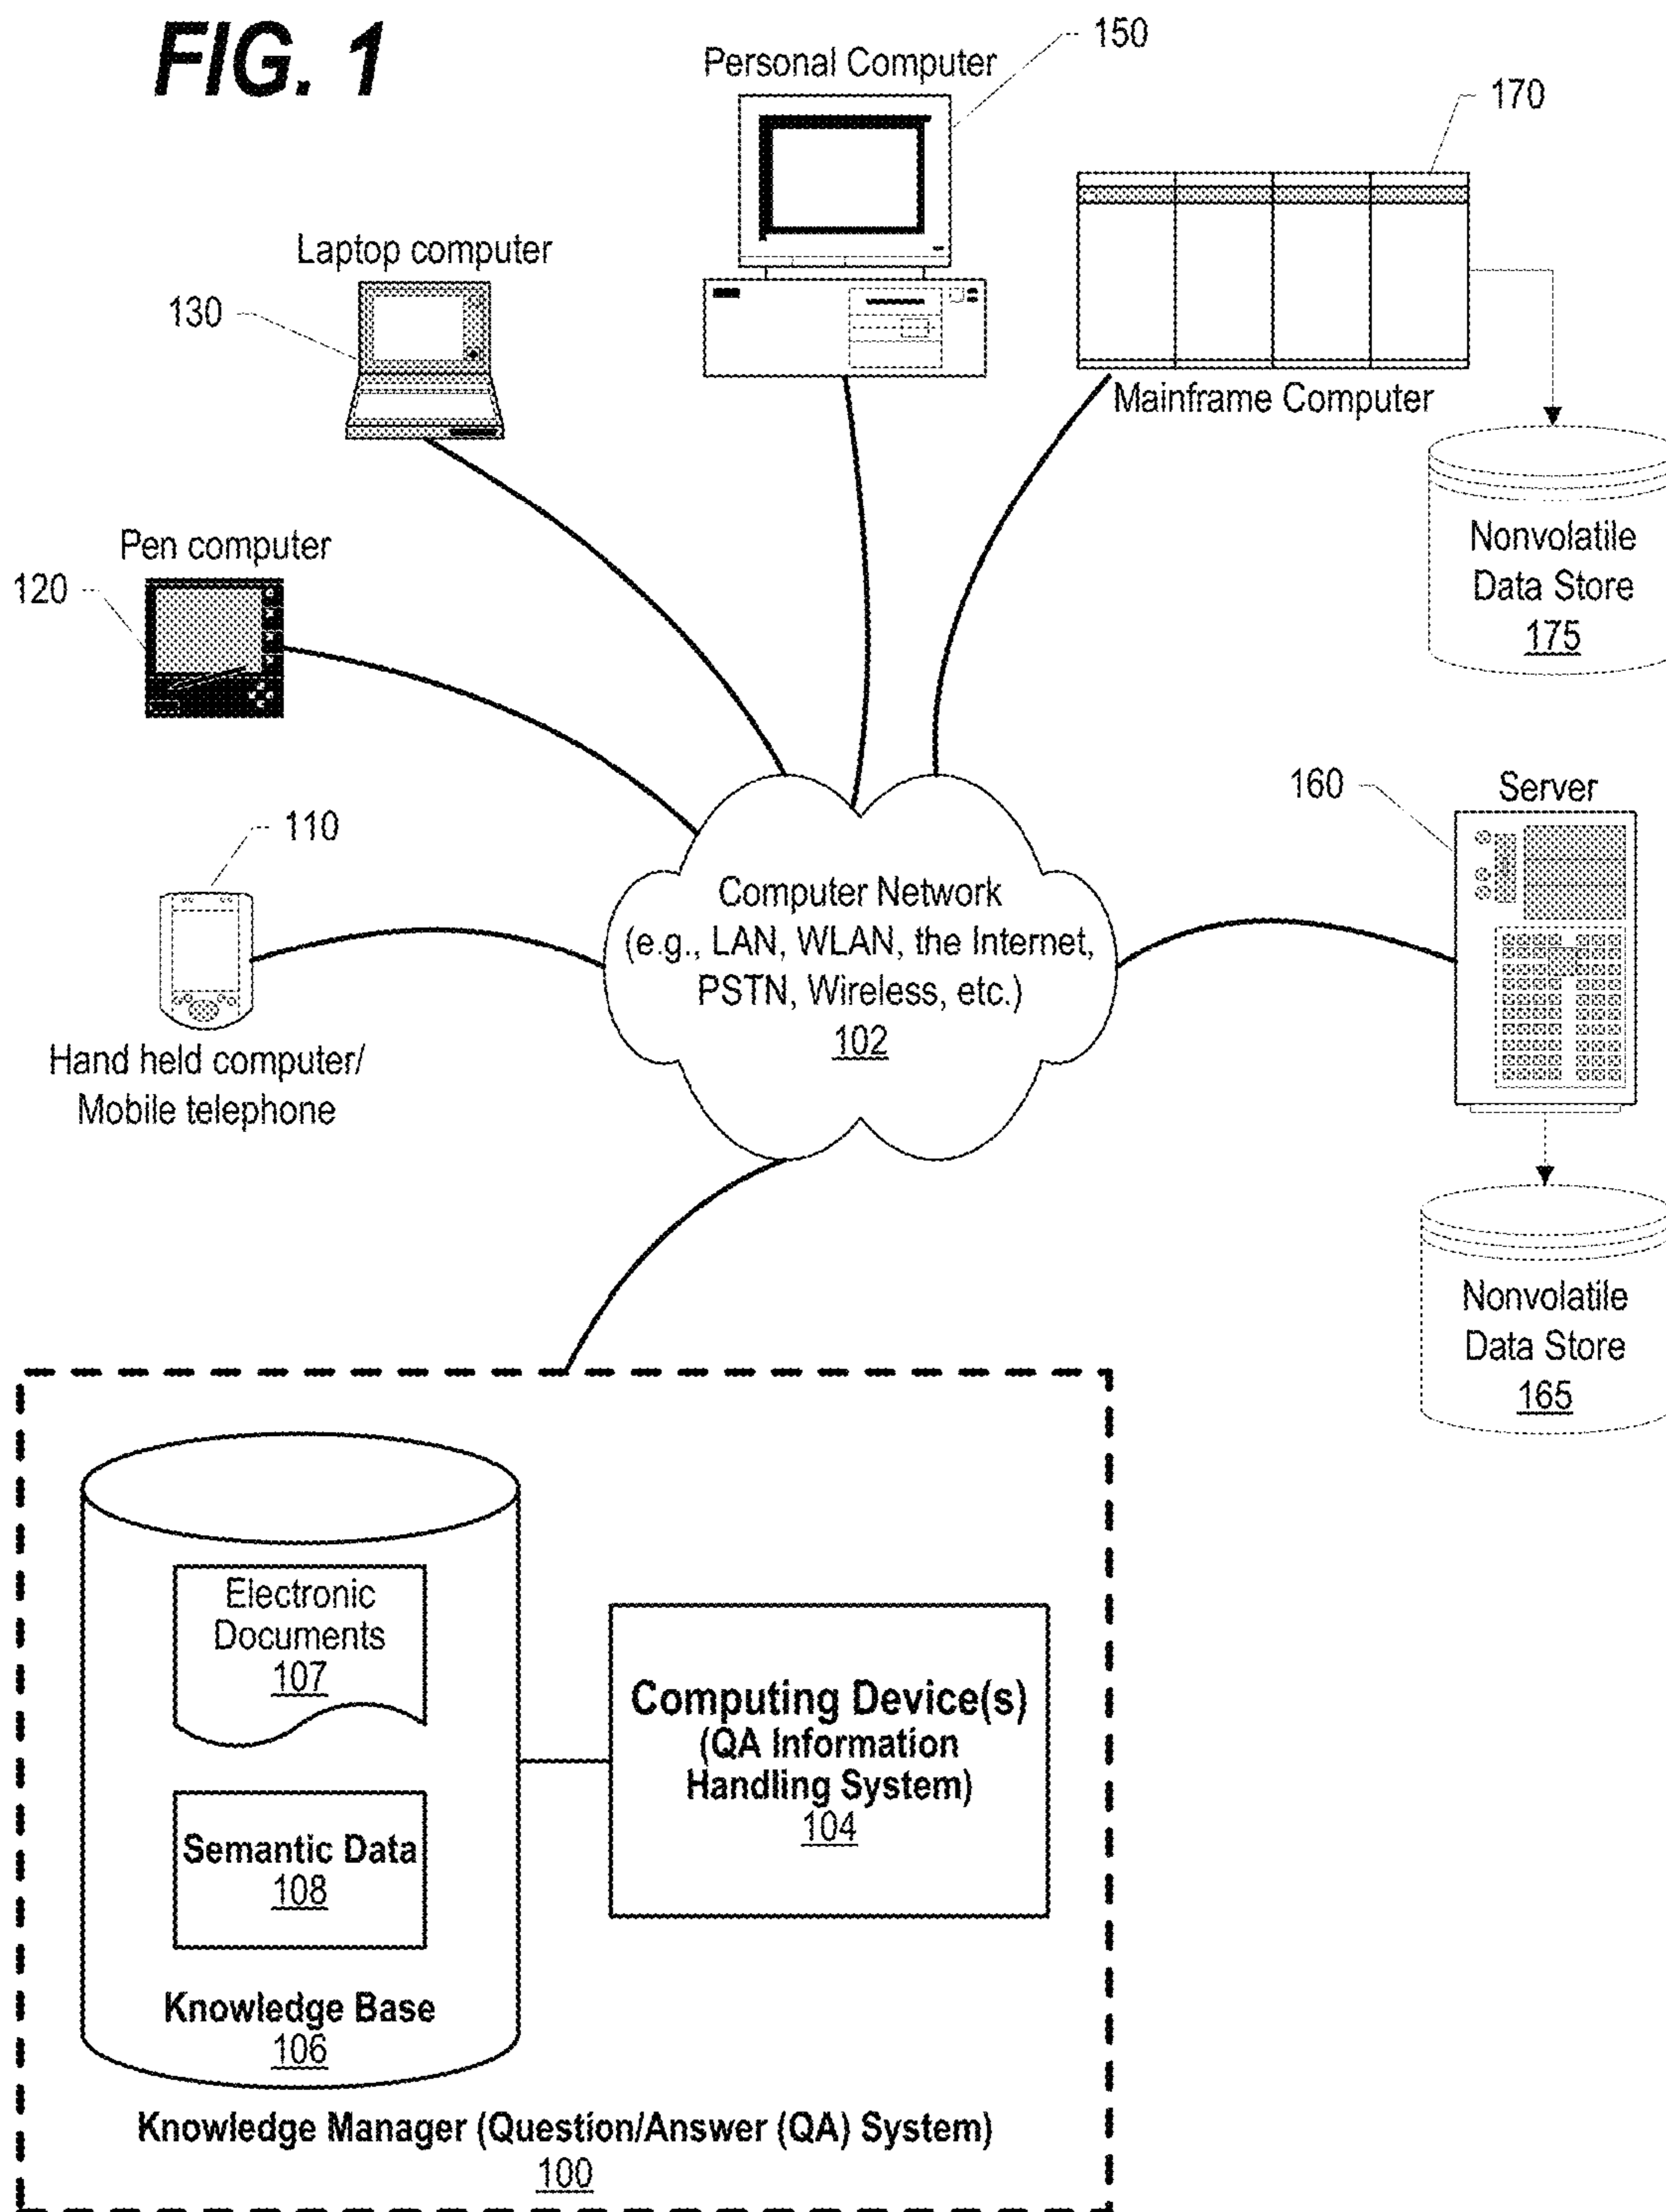 FIG. 1
Personal Computer
150
170
Laptop computer
130
Mainframe Computer
Nonvolatile
Data Store
175
Pen computer
120
160
Server
110
Hand held computer/
Mobile telephone
Computer Network
(e.g., LAN, WLAN, the Internet,
PSTN, Wireless, etc.)
102
Nonvolatile
Data Store
165
Electronic
Documents
107
Semantic Data
108
Knowledge Base
106
Computing Device(s)
(QA Information
Handling System)
104
Knowledge Manager (Question/Answer (QA) System)
100